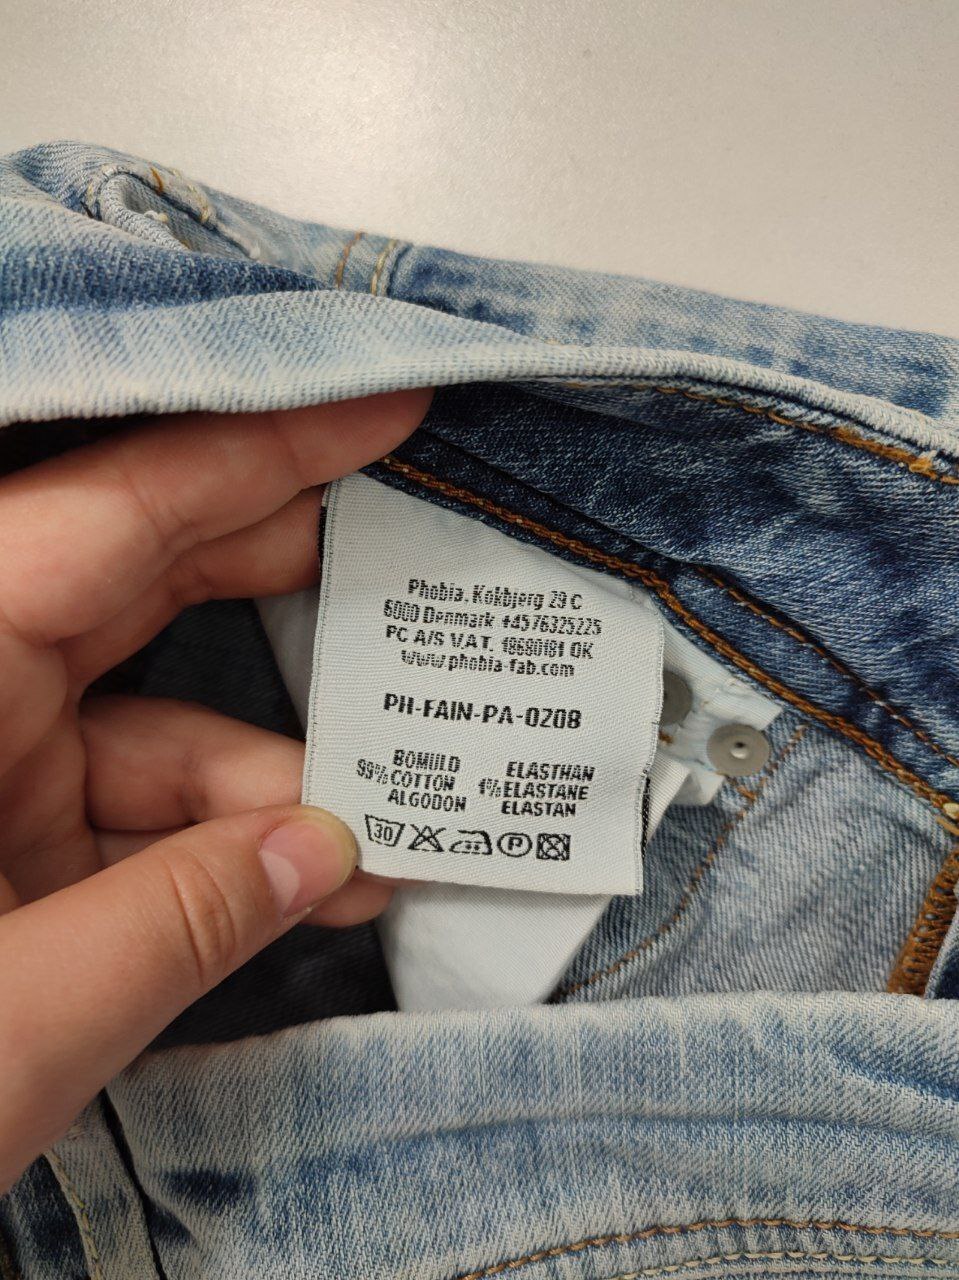 Phobia, Kokbjerg 29 C
6000 Denmark +4576325225
PC A/S VAT. 18680181 DK
www.phobia-fab.com
PH-FAIN-PA-0208
BOMULD
99% COTTON
ALGODON
ELASTHAN
1% ELASTANE
ELASTAN
30 P